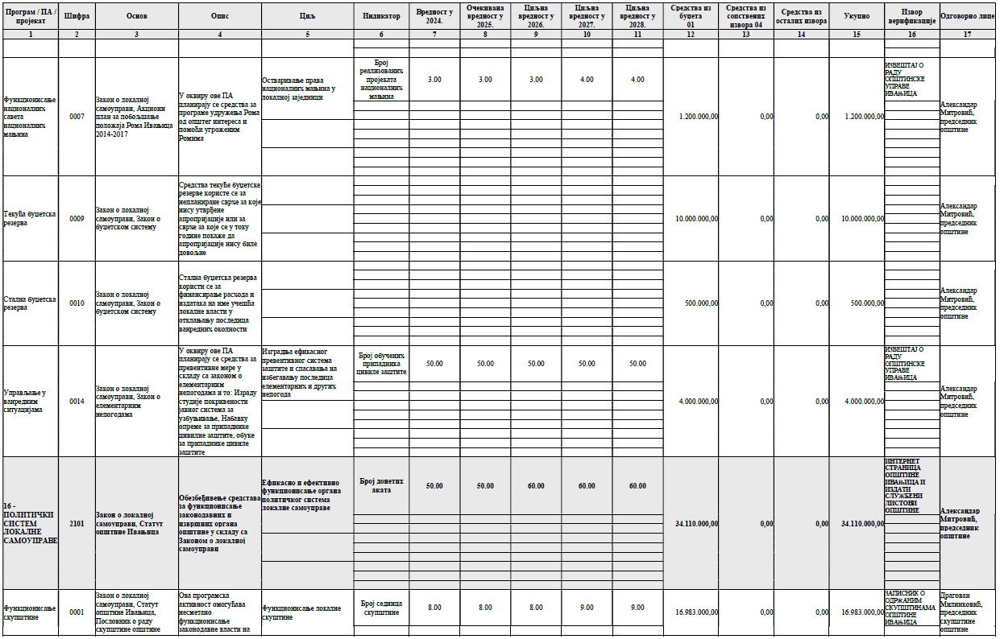 Програм / ПА / пројекат Шифра Основ Опис Циљ Индикатор Вредност у 2024. Очекивана вредност у 2025. Циљна вредност у 2026. Циљна вредност у 2027. Циљна вредност у 2028. Средства из буџета 01 Средства из сопствених извора 04 Средства из осталих извора Укупно Извор верификације Одговорно лице
1 2 3 4 5 6 7 8 9 10 11 12 13 14 15 16 17
Функционисање
националних
савета
националних
мањина
0007
Закон о локалној
самоуправи, Акциони
план за побољшање
положаја Рома Ивањица
2014-2017
У оквиру ове ПА
планирају се средства за
програме удружења Рома
од општег интереса и
помоћи угроженим
Ромима
Остваривање права
националних мањина у
локалној заједници
Број
реализованих
пројеката
националних
мањина
3.00 3.00 3.00 4.00 4.00
1.200.000,00 0,00 0,00 1.200.000,00
ИЗВЕШТАЈ О
РАДУ
ОПШТИНСКЕ
УПРАВЕ
ИВАЊИЦА
Александар
Митровић,
председник
општине
Текућа буџетска
резерва
0009
Закон о локалној
самоуправи, Закон о
буџетском систему
Средства текуће буџетске
резерве користе се за
непланиране сврхе за које
нису утврђене
апропријације или за
сврхе за које се у току
године покаже да
апропријације нису биле
довољне
10.000.000,00 0,00 0,00 10.000.000,00
Александар
Митровић,
председник
општине
Стална буџетска
резерва
0010
Закон о локалној
самоуправи, Закон о
буџетском систему
Стална буџетска резерва
користи се за
финансирање расхода и
издатака на име учешћа
локалне власти у
отклањању последица
ванредних околности
500.000,00 0,00 0,00 500.000,00
Александар
Митровић,
председник
општине
Управљање у
ванредним
ситуацијама
0014
Закон о локалној
самоуправи, Закон о
елементарним
непогодама
У оквиру ове ПА
планирају се средства за
превентивне мере у
складу са законом о
елементарним
непогодама и то: Израду
студије покривености
јавног система за
узбуњивање, Набавку
опреме за припаднике
цивилне заштите, обуке
за припаднике цивиле
заштите
Изградња ефикасног
превентивног система
заштите и спасавања на
избегавању последица
елементарних и других
непогода
Број обучених
припадника
цивиле заштите
50.00 50.00 50.00 50.00 50.00
4.000.000,00 0,00 0,00 4.000.000,00
ИЗВЕШТАЈ О
РАДУ
ОПШТИНСКЕ
УПРАВЕ
ИВАЊИЦА
Александар
Митровић,
председник
општине
16 -
ПОЛИТИЧКИ
СИСТЕМ
ЛОКАЛНЕ
САМОУПРАВЕ
2101
Закон о локалној
самоуправи, Статут
општине Ивањица
Обезбеђивење средстава
за функционисање
законодавних и
извршних органа
општине у складу са
Законом о локалној
самоуправи
Ефикасно и ефективно
функционисање органа
политичког система
локалне самоуправе
Број донетих
аката
50.00 50.00 60.00 60.00 60.00
34.110.000,00 0,00 0,00 34.110.000,00
ИНТЕРНЕТ
СТРАНИЦА
ОПШТИНЕ
ИВАЊИЦА И
ИЗДАТИ
СЛУЖБЕНИ
ЛИСТОВИ
ОПШТИНЕ
Александар
Митровић,
председник
општине
Функционисање
скупштине
0001
Закон о локалној
самоуправи, Статут
општине Ивањица,
Пословник о раду
скупштине општине
Ова програмска
активност омогућава
несметано
функционисање
законодавне власти на
Функционисање локалне
скуштине
Број седница
скупштине
8.00 8.00 8.00 9.00 9.00
16.983.000,00 0,00 0,00 16.983.000,00
ЗАПИСНИК О
ОДРЖАНИМ
СКУПШТИНАМА
ОПШТИНЕ
ИВАЊИЦА
Драгован
Милинковић,
председник
скупштине
општине